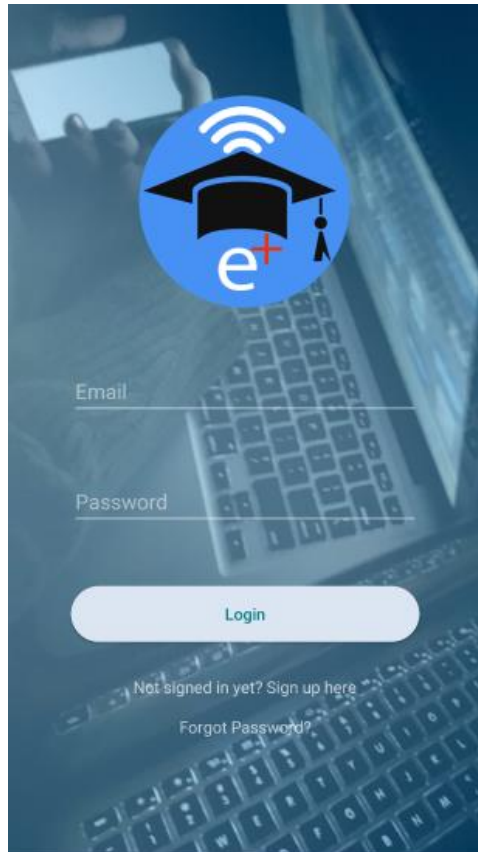 e+
Email
Password
Login
Not signed in yet? Sign up here
Forgot Password?